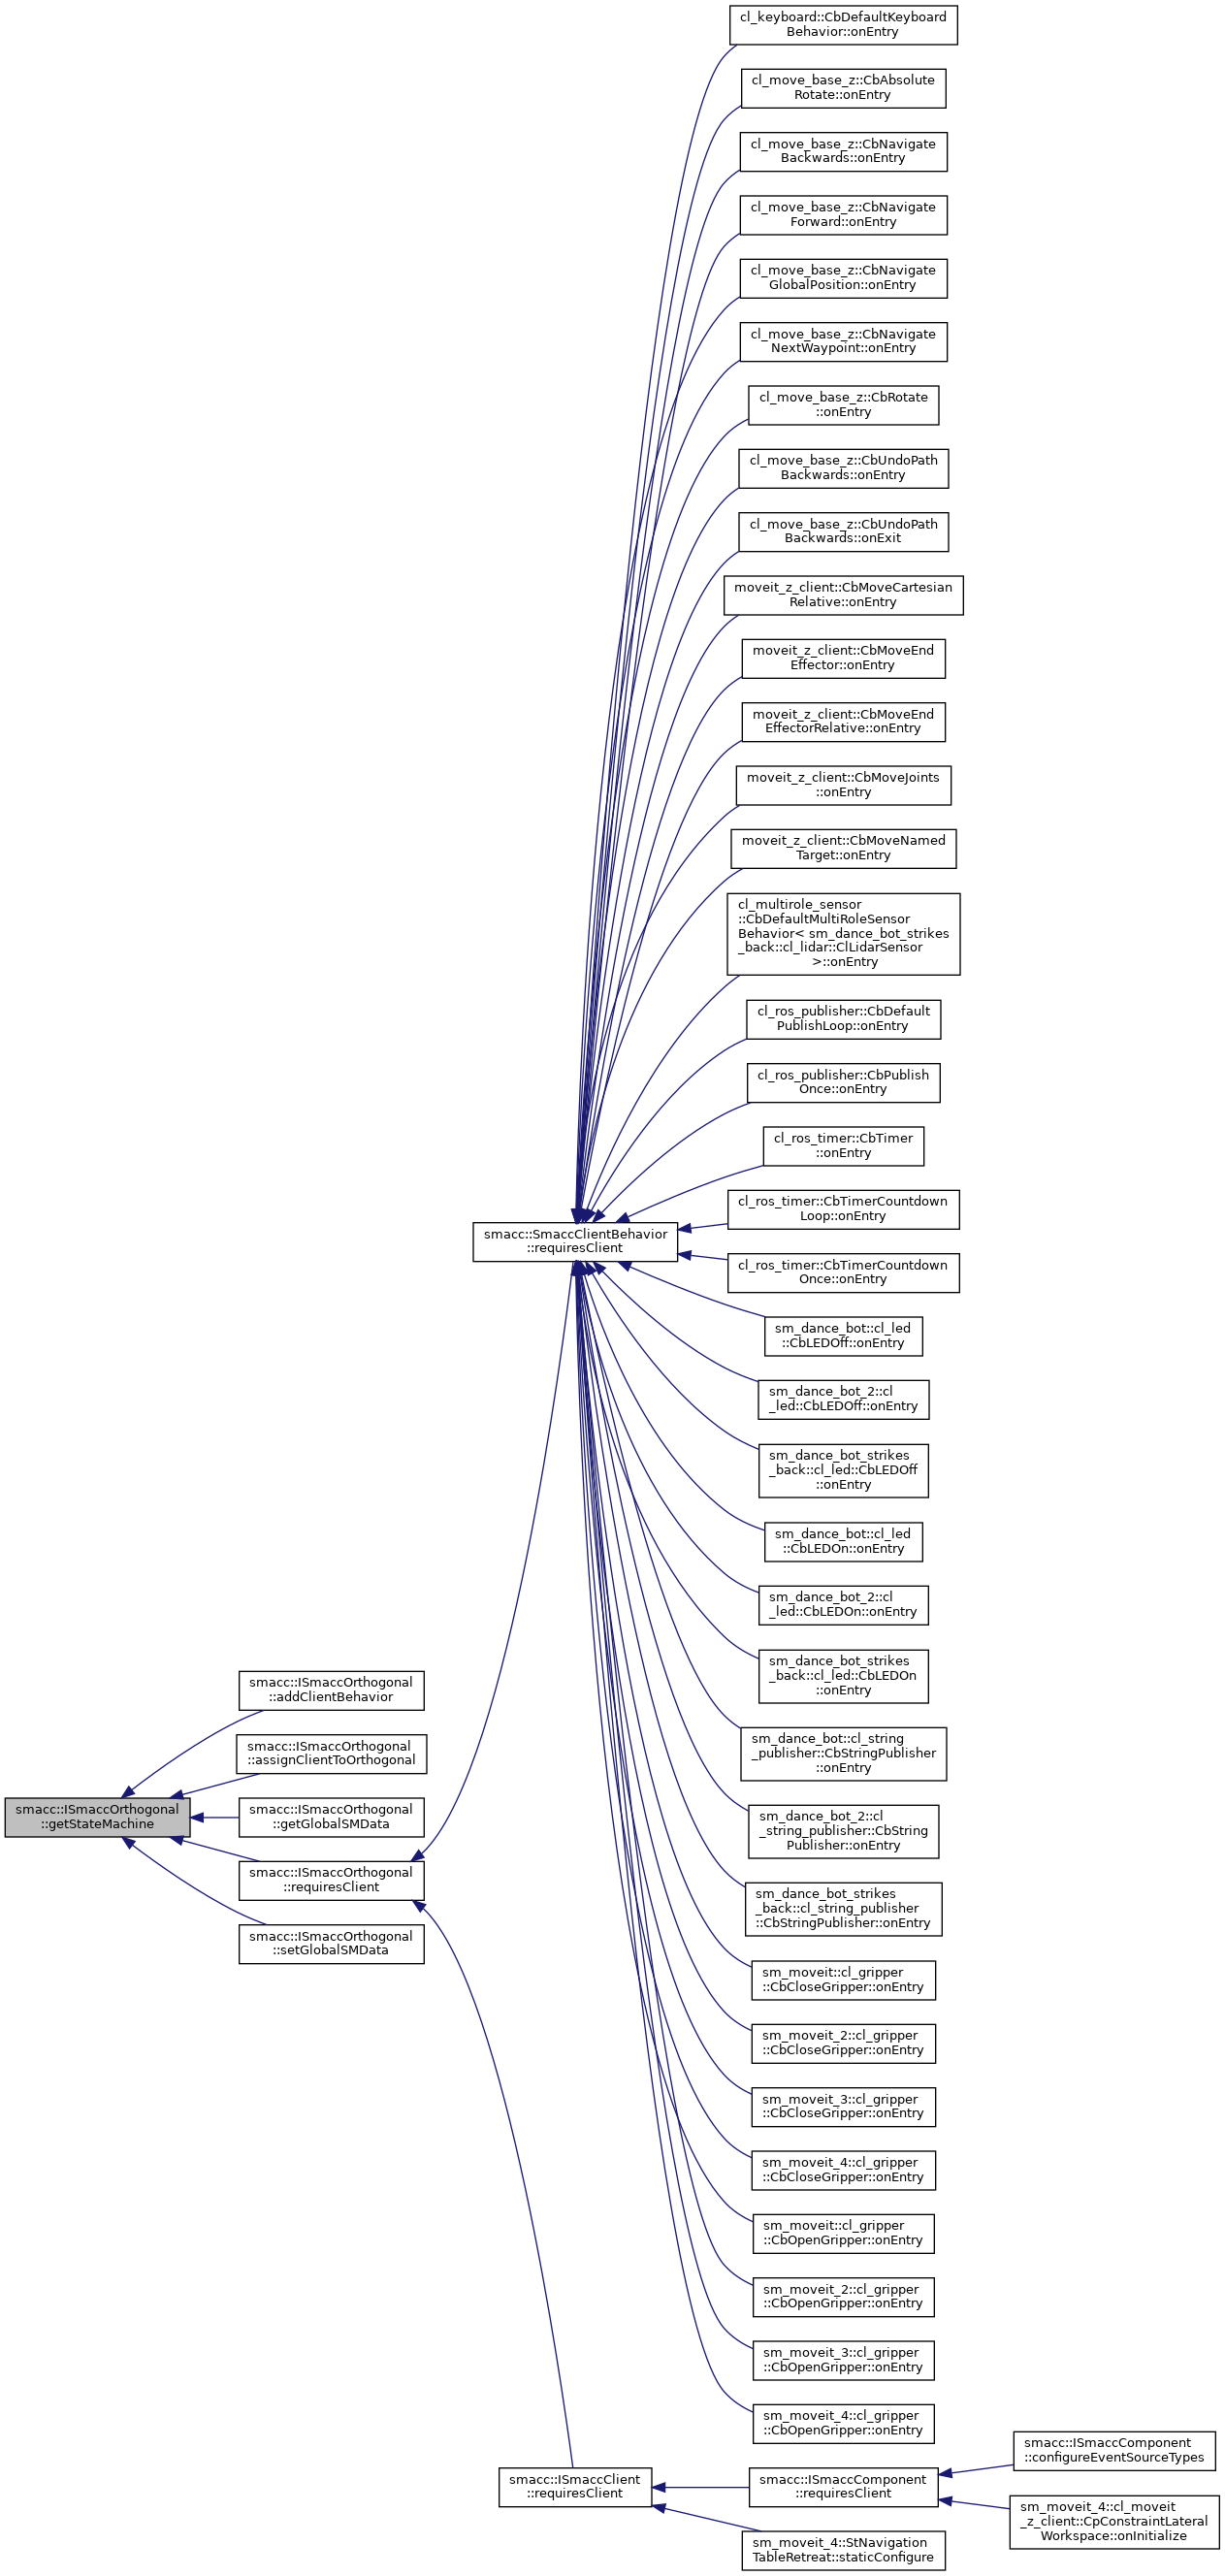 cl_keyboard::CbDefaultKeyboard
Behavior::onEntry
cl_move_base_z::CbAbsolute
Rotate::onEntry
cl_move_base_z::CbNavigate
Backwards::onEntry
cl_move_base_z::CbNavigate
Forward::onEntry
cl_move_base_z::CbNavigate
GlobalPosition::onEntry
cl_move_base_z::CbNavigate
NextWaypoint::onEntry
cl_move_base_z::CbRotate
::onEntry
cl_move_base_z::CbUndoPath
Backwards::onEntry
cl_move_base_z::CbUndoPath
Backwards::onExit
moveit_z_client::CbMoveCartesian
Relative::onEntry
moveit_z_client::CbMoveEnd
Effector::onEntry
moveit_z_client::CbMoveEnd
EffectorRelative::onEntry
moveit_z_client::CbMoveJoints
::onEntry
moveit_z_client::CbMoveNamed
Target::onEntry
cl_multirole_sensor
::CbDefaultMultiRoleSensor
Behavior< sm_dance_bot_strikes
_back::cl_lidar::ClLidarSensor
>::onEntry
cl_ros_publisher::CbDefault
PublishLoop::onEntry
cl_ros_publisher::CbPublish
Once::onEntry
cl_ros_timer::CbTimer
::onEntry
cl_ros_timer::CbTimerCountdown
Loop::onEntry
smacc::SmaccClientBehavior
::requiresClient
cl_ros_timer::CbTimerCountdown
Once::onEntry
sm_dance_bot::cl_led
::CbLEDOff::onEntry
sm_dance_bot_2::cl
_led::CbLEDOff::onEntry
sm_dance_bot_strikes
_back::cl_led::CbLEDOff
::onEntry
sm_dance_bot::cl_led
::CbLEDOn::onEntry
sm_dance_bot_2::cl
_led::CbLEDOn::onEntry
sm_dance_bot_strikes
_back::cl_led::CbLEDOn
::onEntry
smacc::ISmaccOrthogonal
::addClientBehavior
smacc::ISmaccOrthogonal
::assignClientToOrthogonal
sm_dance_bot::cl_string
_publisher::CbStringPublisher
::onEntry
smacc::ISmaccOrthogonal
::getStateMachine
smacc::ISmaccOrthogonal
::getGlobalSMData
sm_dance_bot_2::cl
_string_publisher::CbString
Publisher::onEntry
smacc::ISmaccOrthogonal
::requiresClient
sm_dance_bot_strikes
_back::cl_string_publisher
::CbStringPublisher::onEntry
smacc::ISmaccOrthogonal
::setGlobalSMData
sm_moveit::cl_gripper
::CbCloseGripper::onEntry
sm_moveit_2::cl_gripper
::CbCloseGripper::onEntry
sm_moveit_3::cl_gripper
::CbCloseGripper::onEntry
sm_moveit_4::cl_gripper
::CbCloseGripper::onEntry
sm_moveit::cl_gripper
::CbOpenGripper::onEntry
sm_moveit_2::cl_gripper
::CbOpenGripper::onEntry
sm_moveit_3::cl_gripper
::CbOpenGripper::onEntry
sm_moveit_4::cl_gripper
::CbOpenGripper::onEntry
smacc::ISmaccComponent
::configureEventSourceTypes
smacc::ISmaccClient
::requiresClient
smacc::ISmaccComponent
::requiresClient
sm_moveit_4::cl_moveit
_z_client::CpConstraintLateral
Workspace::onInitialize
sm_moveit_4::StNavigation
TableRetreat::staticConfigure